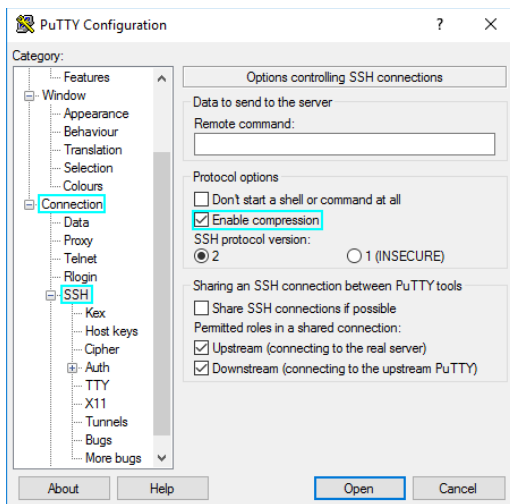 PuTTY Configuration
?
Category:
Features
Window
Appearance
Behaviour
Translation
Selection
Colours
Connection
Data
Proxy
Telnet
Rlogin
SSH
Kex
Host keys
Cipher
Auth
TTY
X11
Tunnels
Bugs
More bugs
Options controlling SSH connections
Data to send to the server
Remote command:
Protocol options
Don't start a shell or command at all
Enable compression
SSH protocol version:
2 1 (INSECURE)
Sharing an SSH connection between PuTTY tools
Share SSH connections if possible
Permitted roles in a shared connection:
Upstream (connecting to the real server)
Downstream (connecting to the upstream PuTTY)
About Help Open Cancel